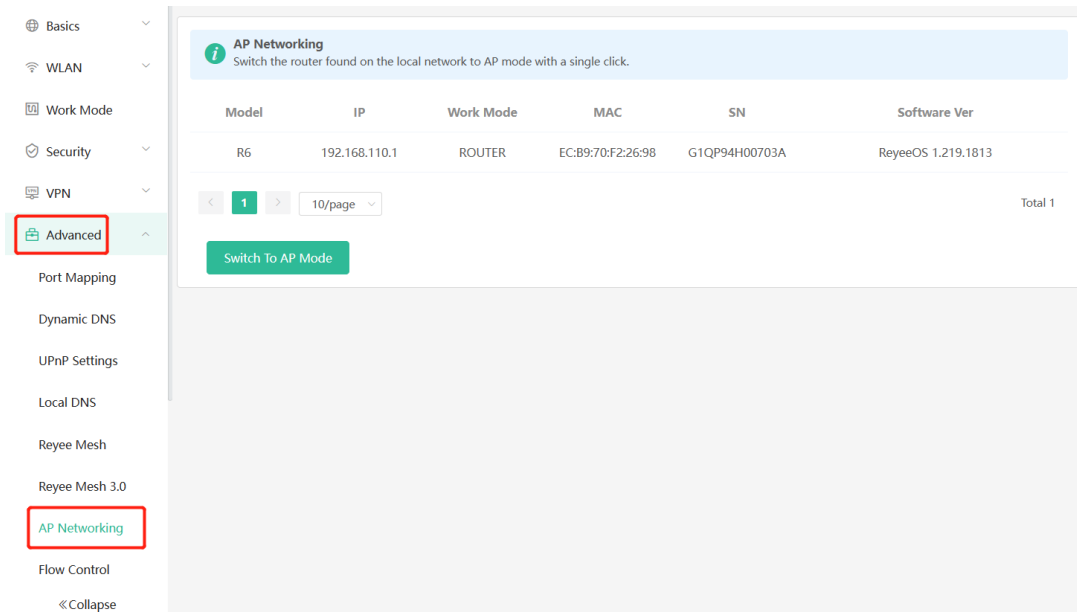 Basics
WLAN
Work Mode
Security
VPN
Advanced
Port Mapping
Dynamic DNS
UPnP Settings
Local DNS
Reyee Mesh
Reyee Mesh 3.0
AP Networking
Flow Control
≪Collapse
AP Networking
Switch the router found on the local network to AP mode with a single click.
Model IP Work Mode MAC SN Software Ver
R6 192.168.110.1 ROUTER EC:B9:70:F2:26:98 G1QP94H00703A ReyeeOS 1.219.1813
< 1 > 10/page Total 1
Switch To AP Mode